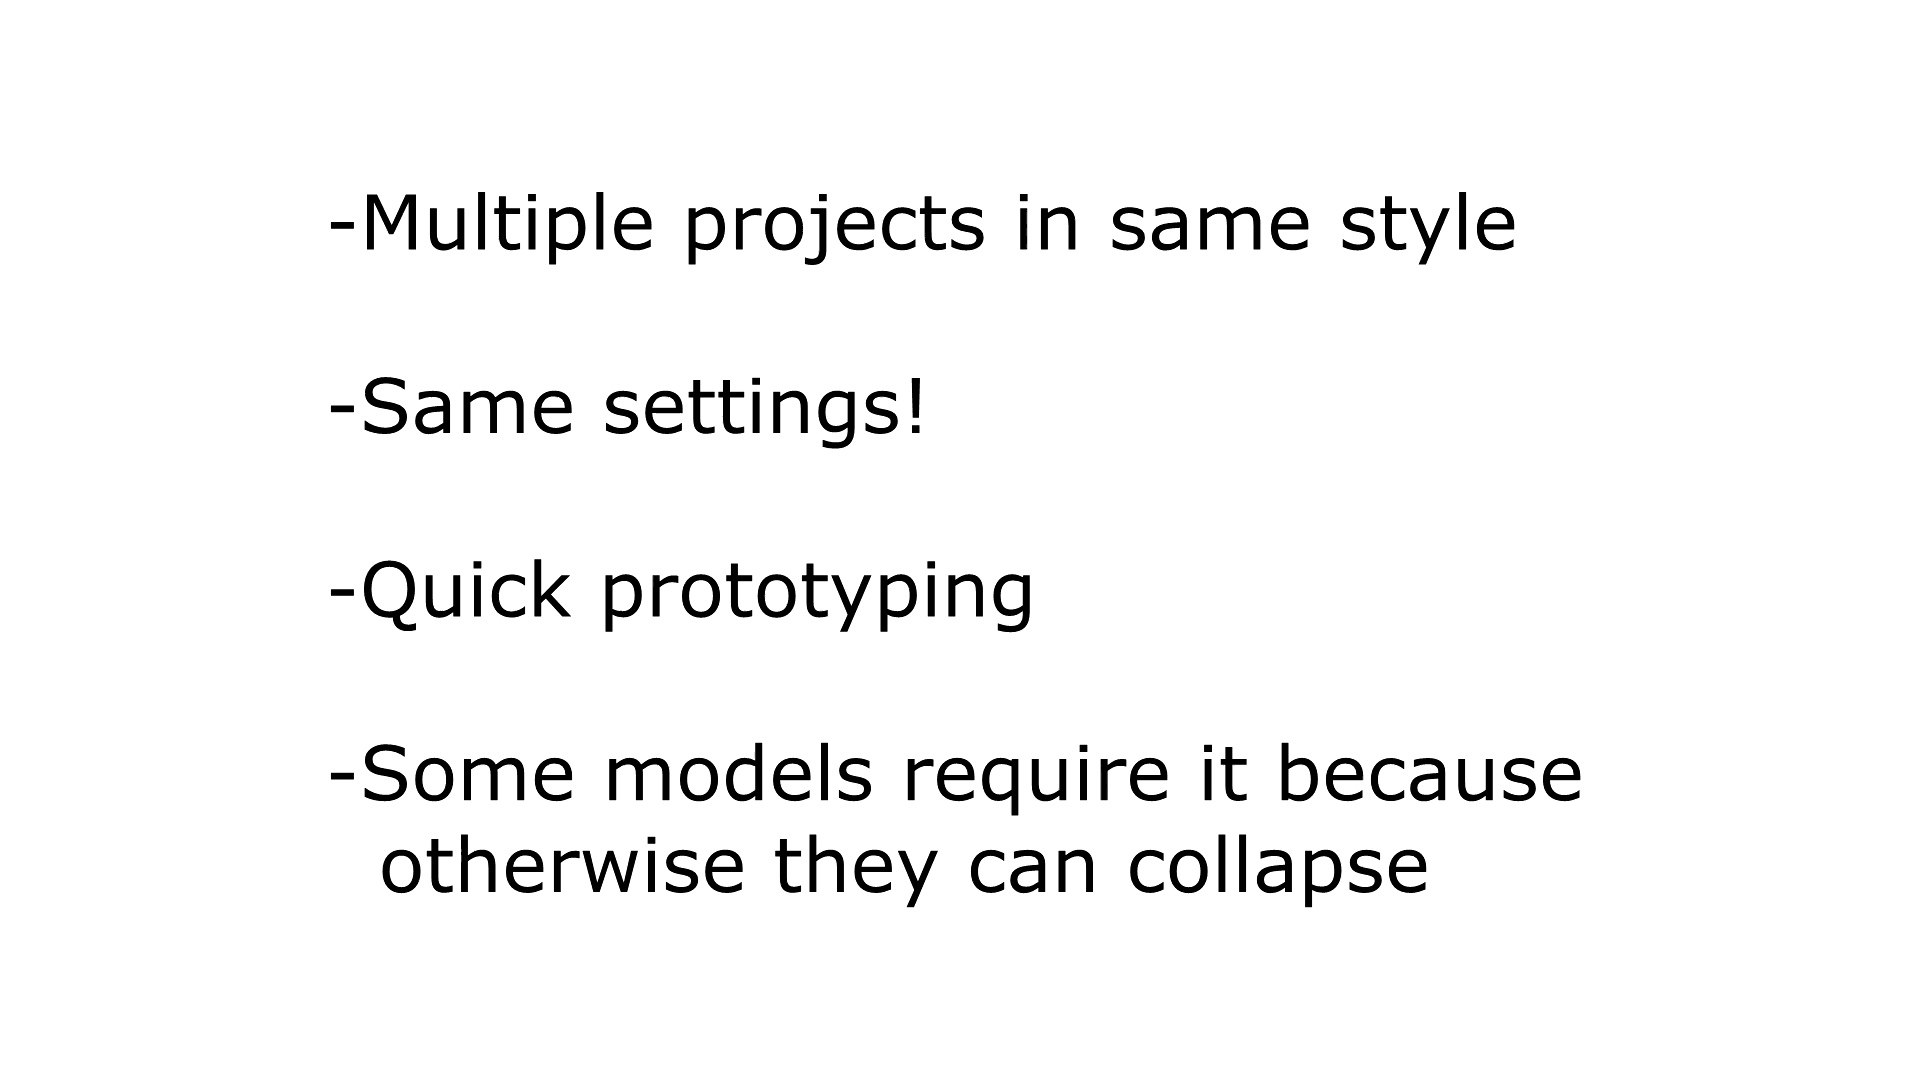 -Multiple projects in same style
-Same settings!
-Quick prototyping
-Some models require it because
otherwise they can collapse